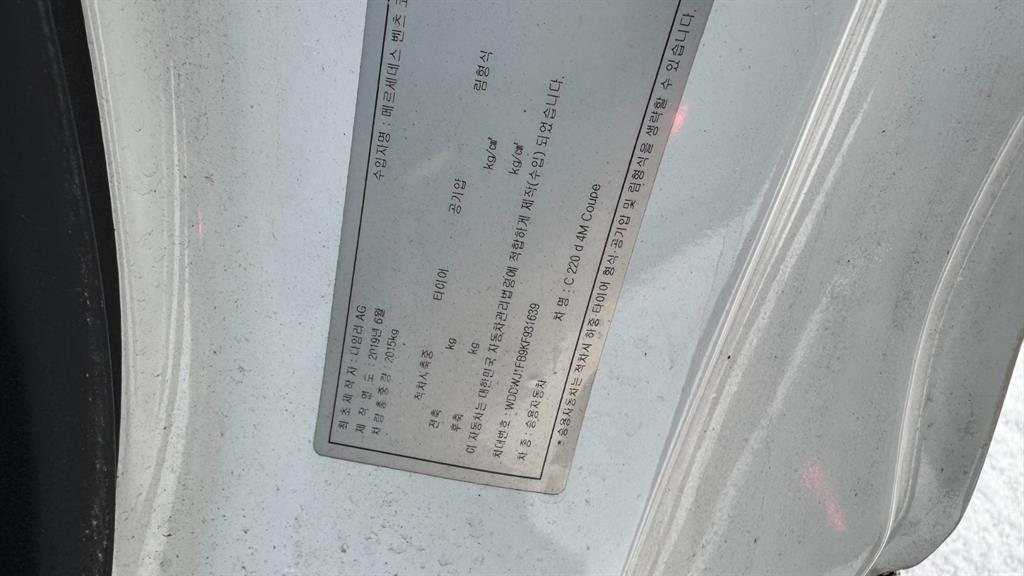 최초제작자 : 다임러 AG
수입자명 : 메르세데스 벤츠
제 작 연 도 : 2019년 6월
차 량 총 중 량 : 2015kg
적차시축중 타이어 공기압 림형식
전축 kg kg/㎠
후축 kg kg/㎠
이 자동차는 대한민국 자동차관리법령에 적합하게 제작(수입) 되었습니다.
차대번호 : WDCWJ1FB9KF931639
차 종 : 승용자동차 차 명 : C 220 d 4M Coupe
* 승용자동차는 적차시 하중·타이어 형식·공기압 및 림형식을 생략할 수 있습니다.